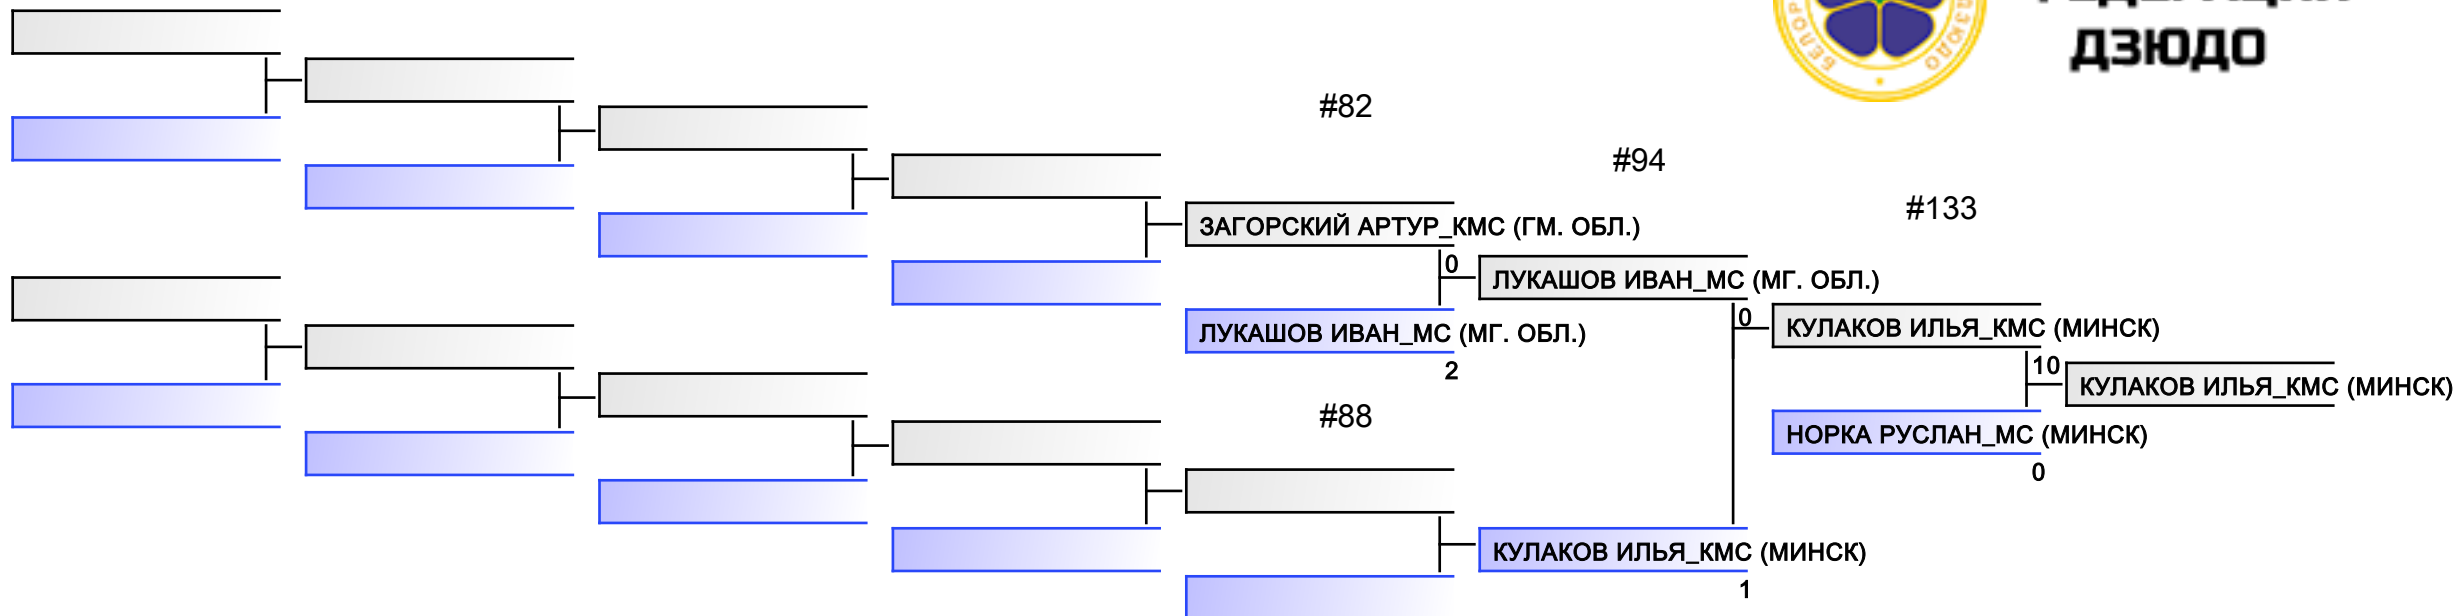 ДЗЮДО
#82
#94
#133
ЗАГОРСКИЙ АРТУР_КМС (ГМ. ОБЛ.)
0
ЛУКАШОВ ИВАН_МС (МГ. ОБЛ.)
0
КУЛАКОВ ИЛЬЯ_КМС (МИНСК)
ЛУКАШОВ ИВАН_МС (МГ. ОБЛ.)
2
10
КУЛАКОВ ИЛЬЯ_КМС (МИНСК)
#88
НОРКА РУСЛАН_МС (МИНСК)
0
КУЛАКОВ ИЛЬЯ_КМС (МИНСК)
1